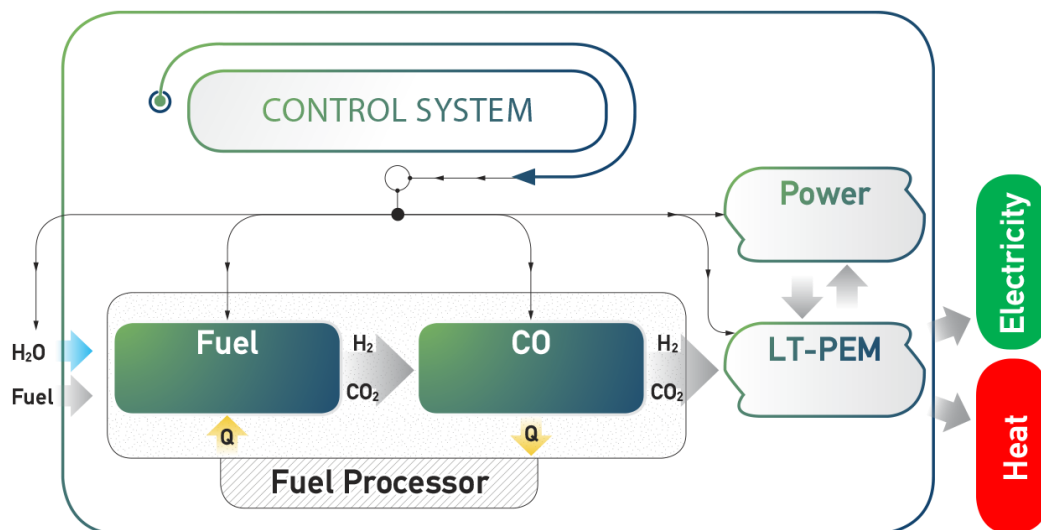 CONTROL SYSTEM
Power
Electricity
Fuel
H₂
CO
H₂
LT-PEM
H₂O
Fuel
CO₂
CO₂
Q
Q
Heat
Fuel Processor